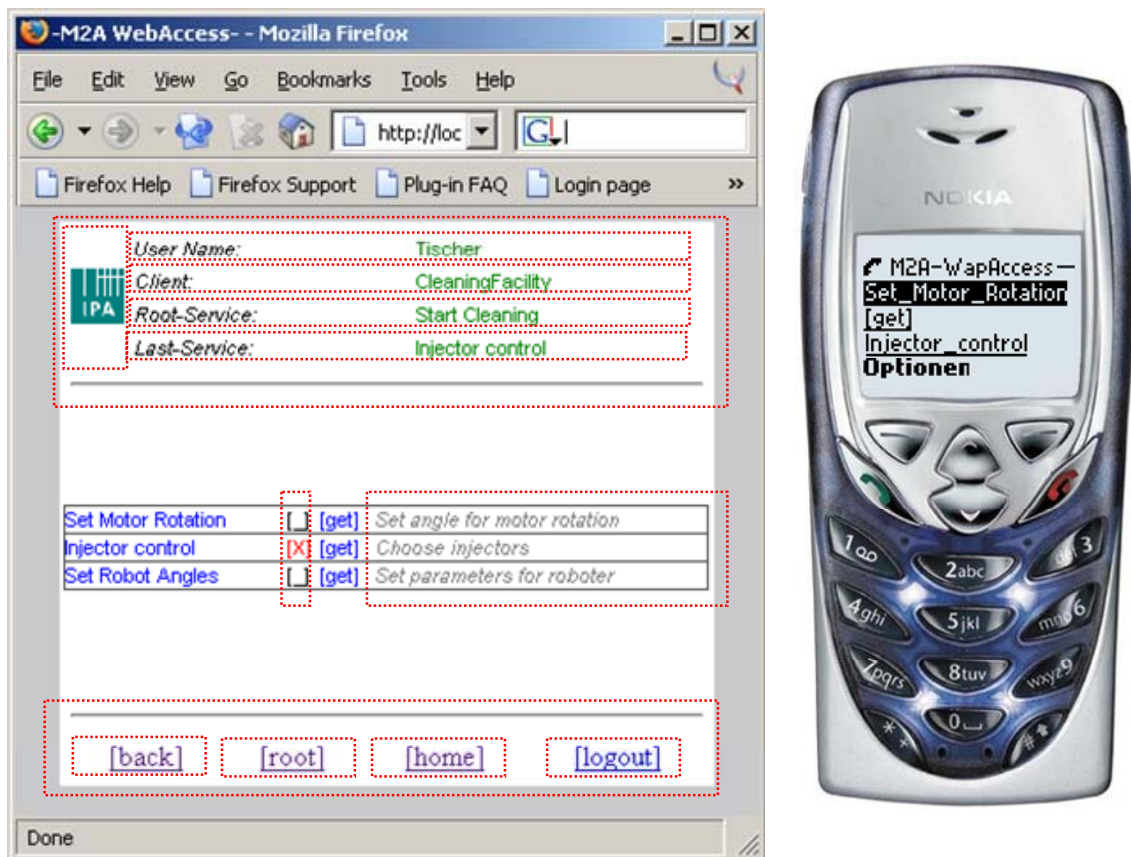 -M2A WebAccess- - Mozilla Firefox
File Edit View Go Bookmarks Tools Help
http://loc G
Firefox Help Firefox Support Plug-in FAQ Login page »
User Name: Tischer
Client: CleaningFacility
IPA
Root-Service: Start Cleaning
Last-Service: Injector control
Set Motor Rotation [_] [get] Set angle for motor rotation
Injector control [X] [get] Choose injectors
Set Robot Angles [_] [get] Set parameters for roboter
[back] [root] [home] [logout]
Done
NOKIA
M2A-WapAccess
Set_Motor_Rotation
[get]
Injector_control
Optionen
1 def 3
2abc
4ghi mno6
5jkl
7pqrs wxyz9
8tuv
* + 0 #